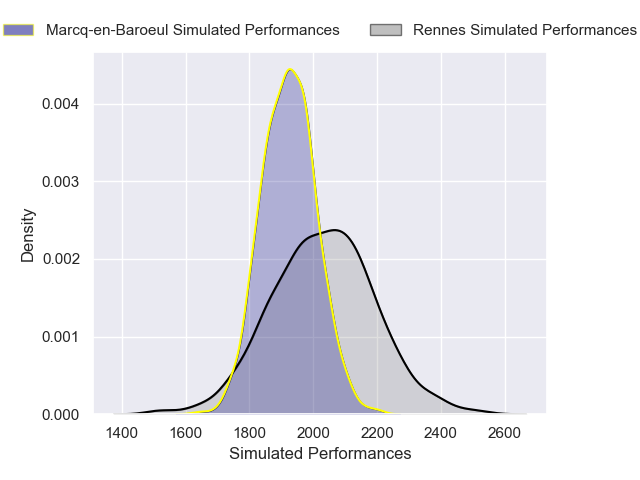 Marcq-en-Baroeul Simulated Performances Rennes Simulated Performances
0.004
0.003
0.002
0.001
0.000
Density
1400 1600 1800 2000 2200 2400 2600
Simulated Performances